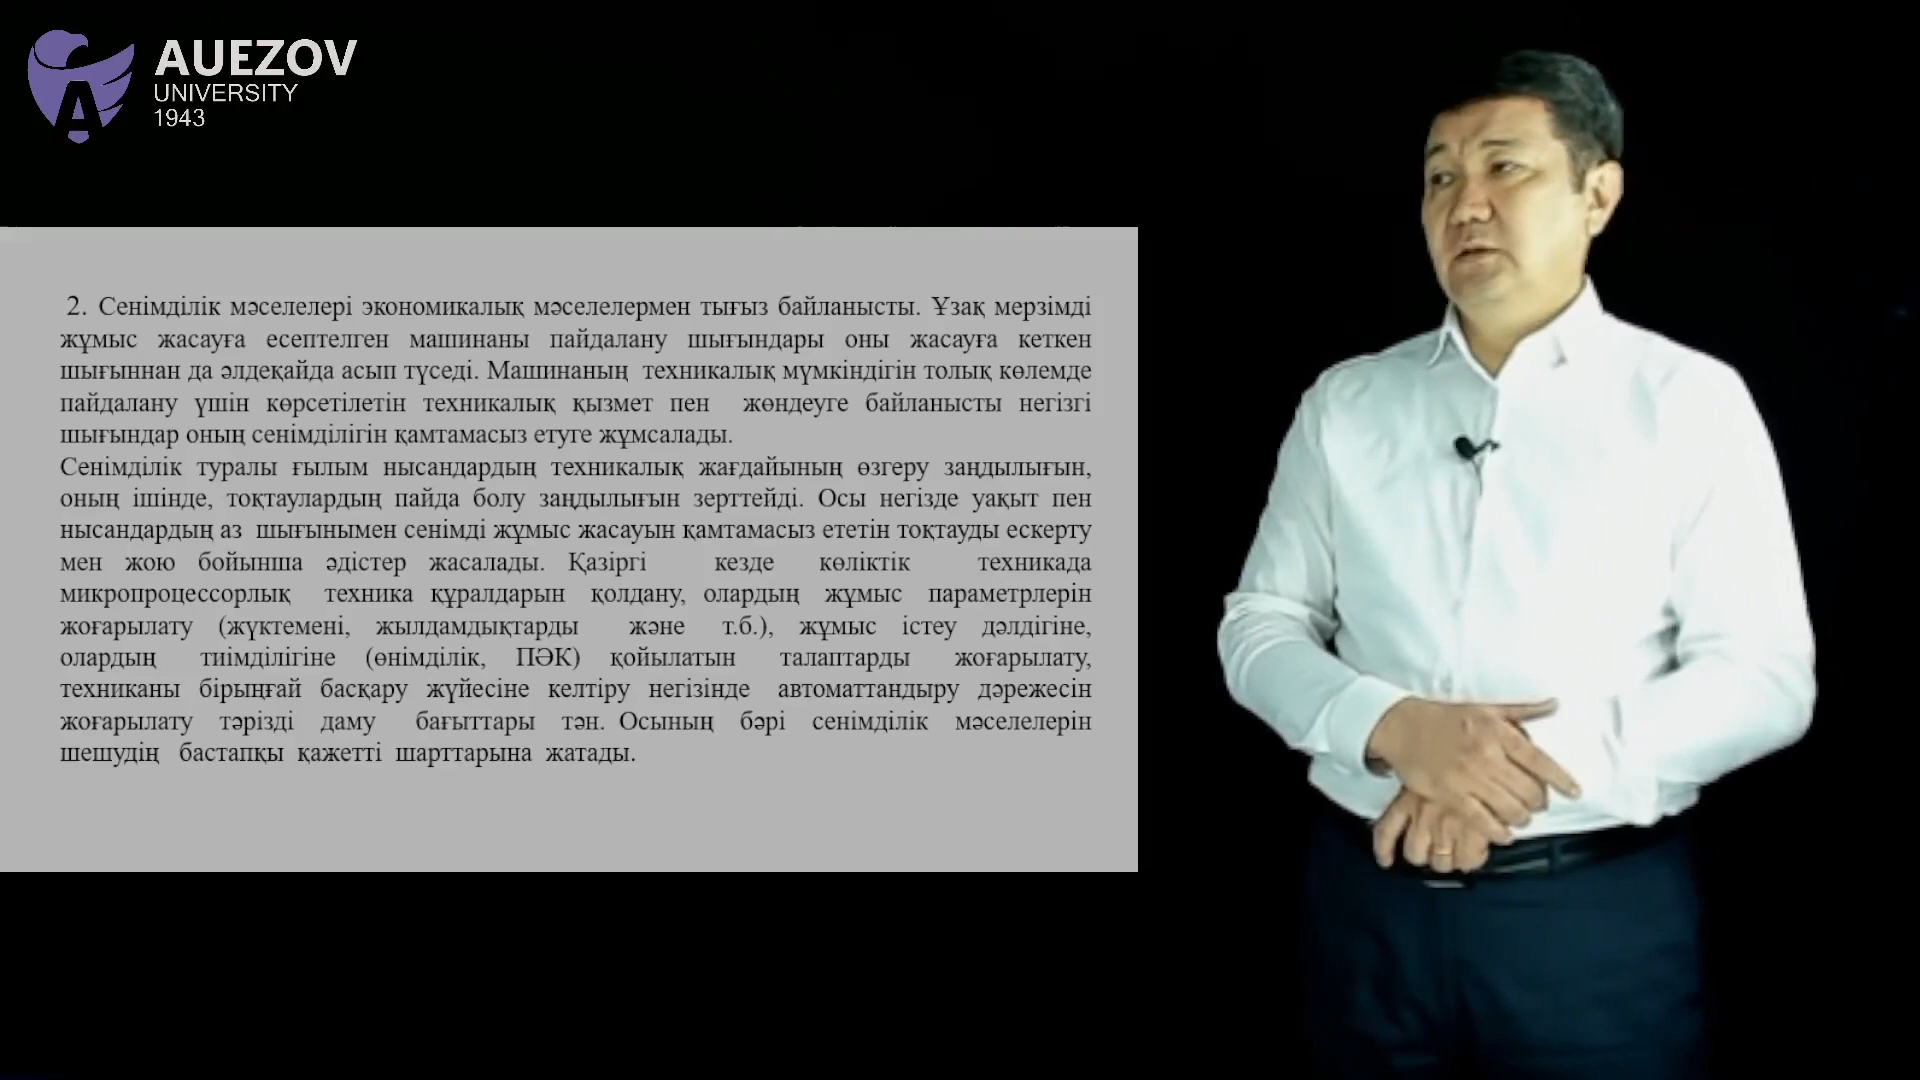 AUEZOV
UNIVERSITY
1943
2. Сенімділік мәселелері экономикалық мәселелермен тығыз байланысты. Ұзақ мерзімді
жұмыс жасауға есептелген машинаны пайдалану шығындары оны жасауға кеткен
шығыннан да әлдеқайда асып түседі. Машинаның техникалық мүмкіндігін толық көлемде
пайдалану үшін көрсетілетін техникалық қызмет пен жөндеуге байланысты негізгі
шығындар оның сенімділігін қамтамасыз етуге жұмсалады.
Сенімділік туралы ғылым нысандардың техникалық жағдайының өзгеру заңдылығын,
оның ішінде, тоқтаулардың пайда болу заңдылығын зерттейді. Осы негізде уақыт пен
нысандардың аз шығынымен сенімді жұмыс жасауын қамтамасыз ететін тоқтауды ескерту
мен жою бойынша әдістер жасалады. Қазіргі кезде көліктік техникада
микропроцессорлық техника құралдарын қолдану, олардың жұмыс параметрлерін
жоғарылату (жүктемені, жылдамдықтарды және т.б.), жұмыс істеу дәлдігіне,
олардың тиімділігіне (өнімділік, ПӘК) қойылатын талаптарды жоғарылату,
техниканы бірыңғай басқару жүйесіне келтіру негізінде автоматтандыру дәрежесін
жоғарылату тәрізді даму бағыттары тән. Осының бәрі сенімділік мәселелерін
шешудің бастапқы қажетті шарттарына жатады.